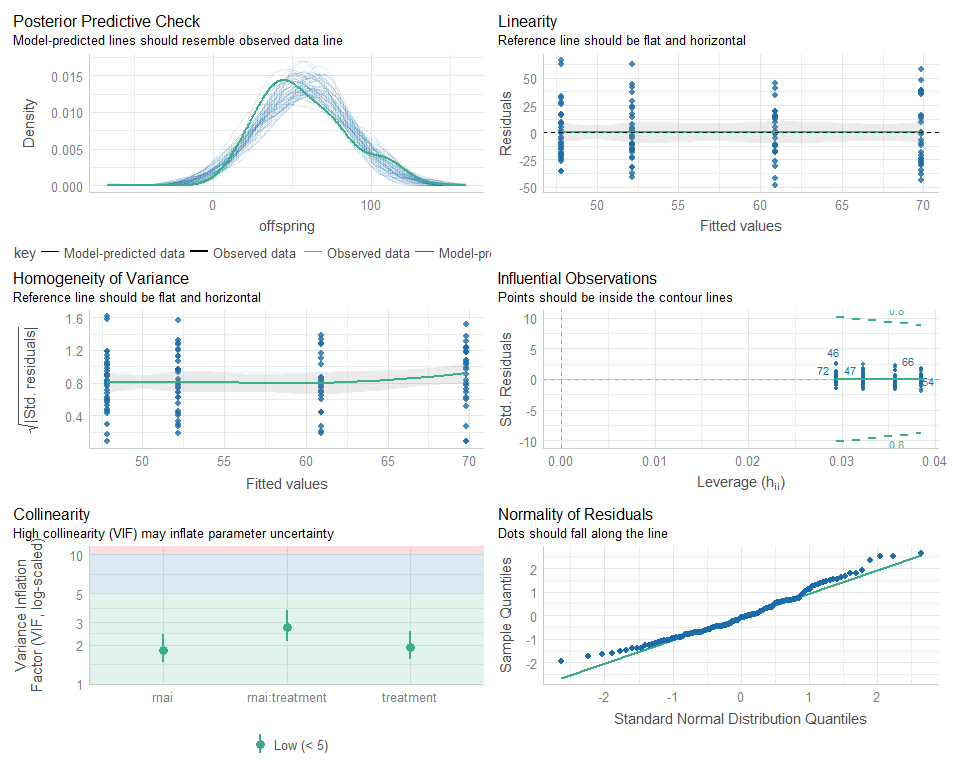 Posterior Predictive Check
Model-predicted lines should resemble observed data line
0.015
0.010
0.005
0.000
Density
0
100
offspring
key
Model-predicted data
Observed data
Observed data
Model-pr
Linearity
Reference line should be flat and horizontal
50
25
0
-25
-50
Residuals
50
55
60
65
70
Fitted values
Homogeneity of Variance
Reference line should be flat and horizontal
1.6
1.2
0.8
0.4
√|Std. residuals|
50
55
60
65
70
Fitted values
Influential Observations
Points should be inside the contour lines
10
5
0
-5
-10
Std. Residuals
0.8
46
72
47
66
54
0.8
0.00
0.01
0.02
0.03
0.04
Leverage (hii)
Collinearity
High collinearity (VIF) may inflate parameter uncertainty
10
5
3
2
1
Variance Inflation
Factor (VIF, log-scaled)
rnai
rnai:treatment
treatment
Low (< 5)
Normality of Residuals
Dots should fall along the line
2
1
0
-1
-2
Sample Quantiles
-2
-1
0
1
2
Standard Normal Distribution Quantiles